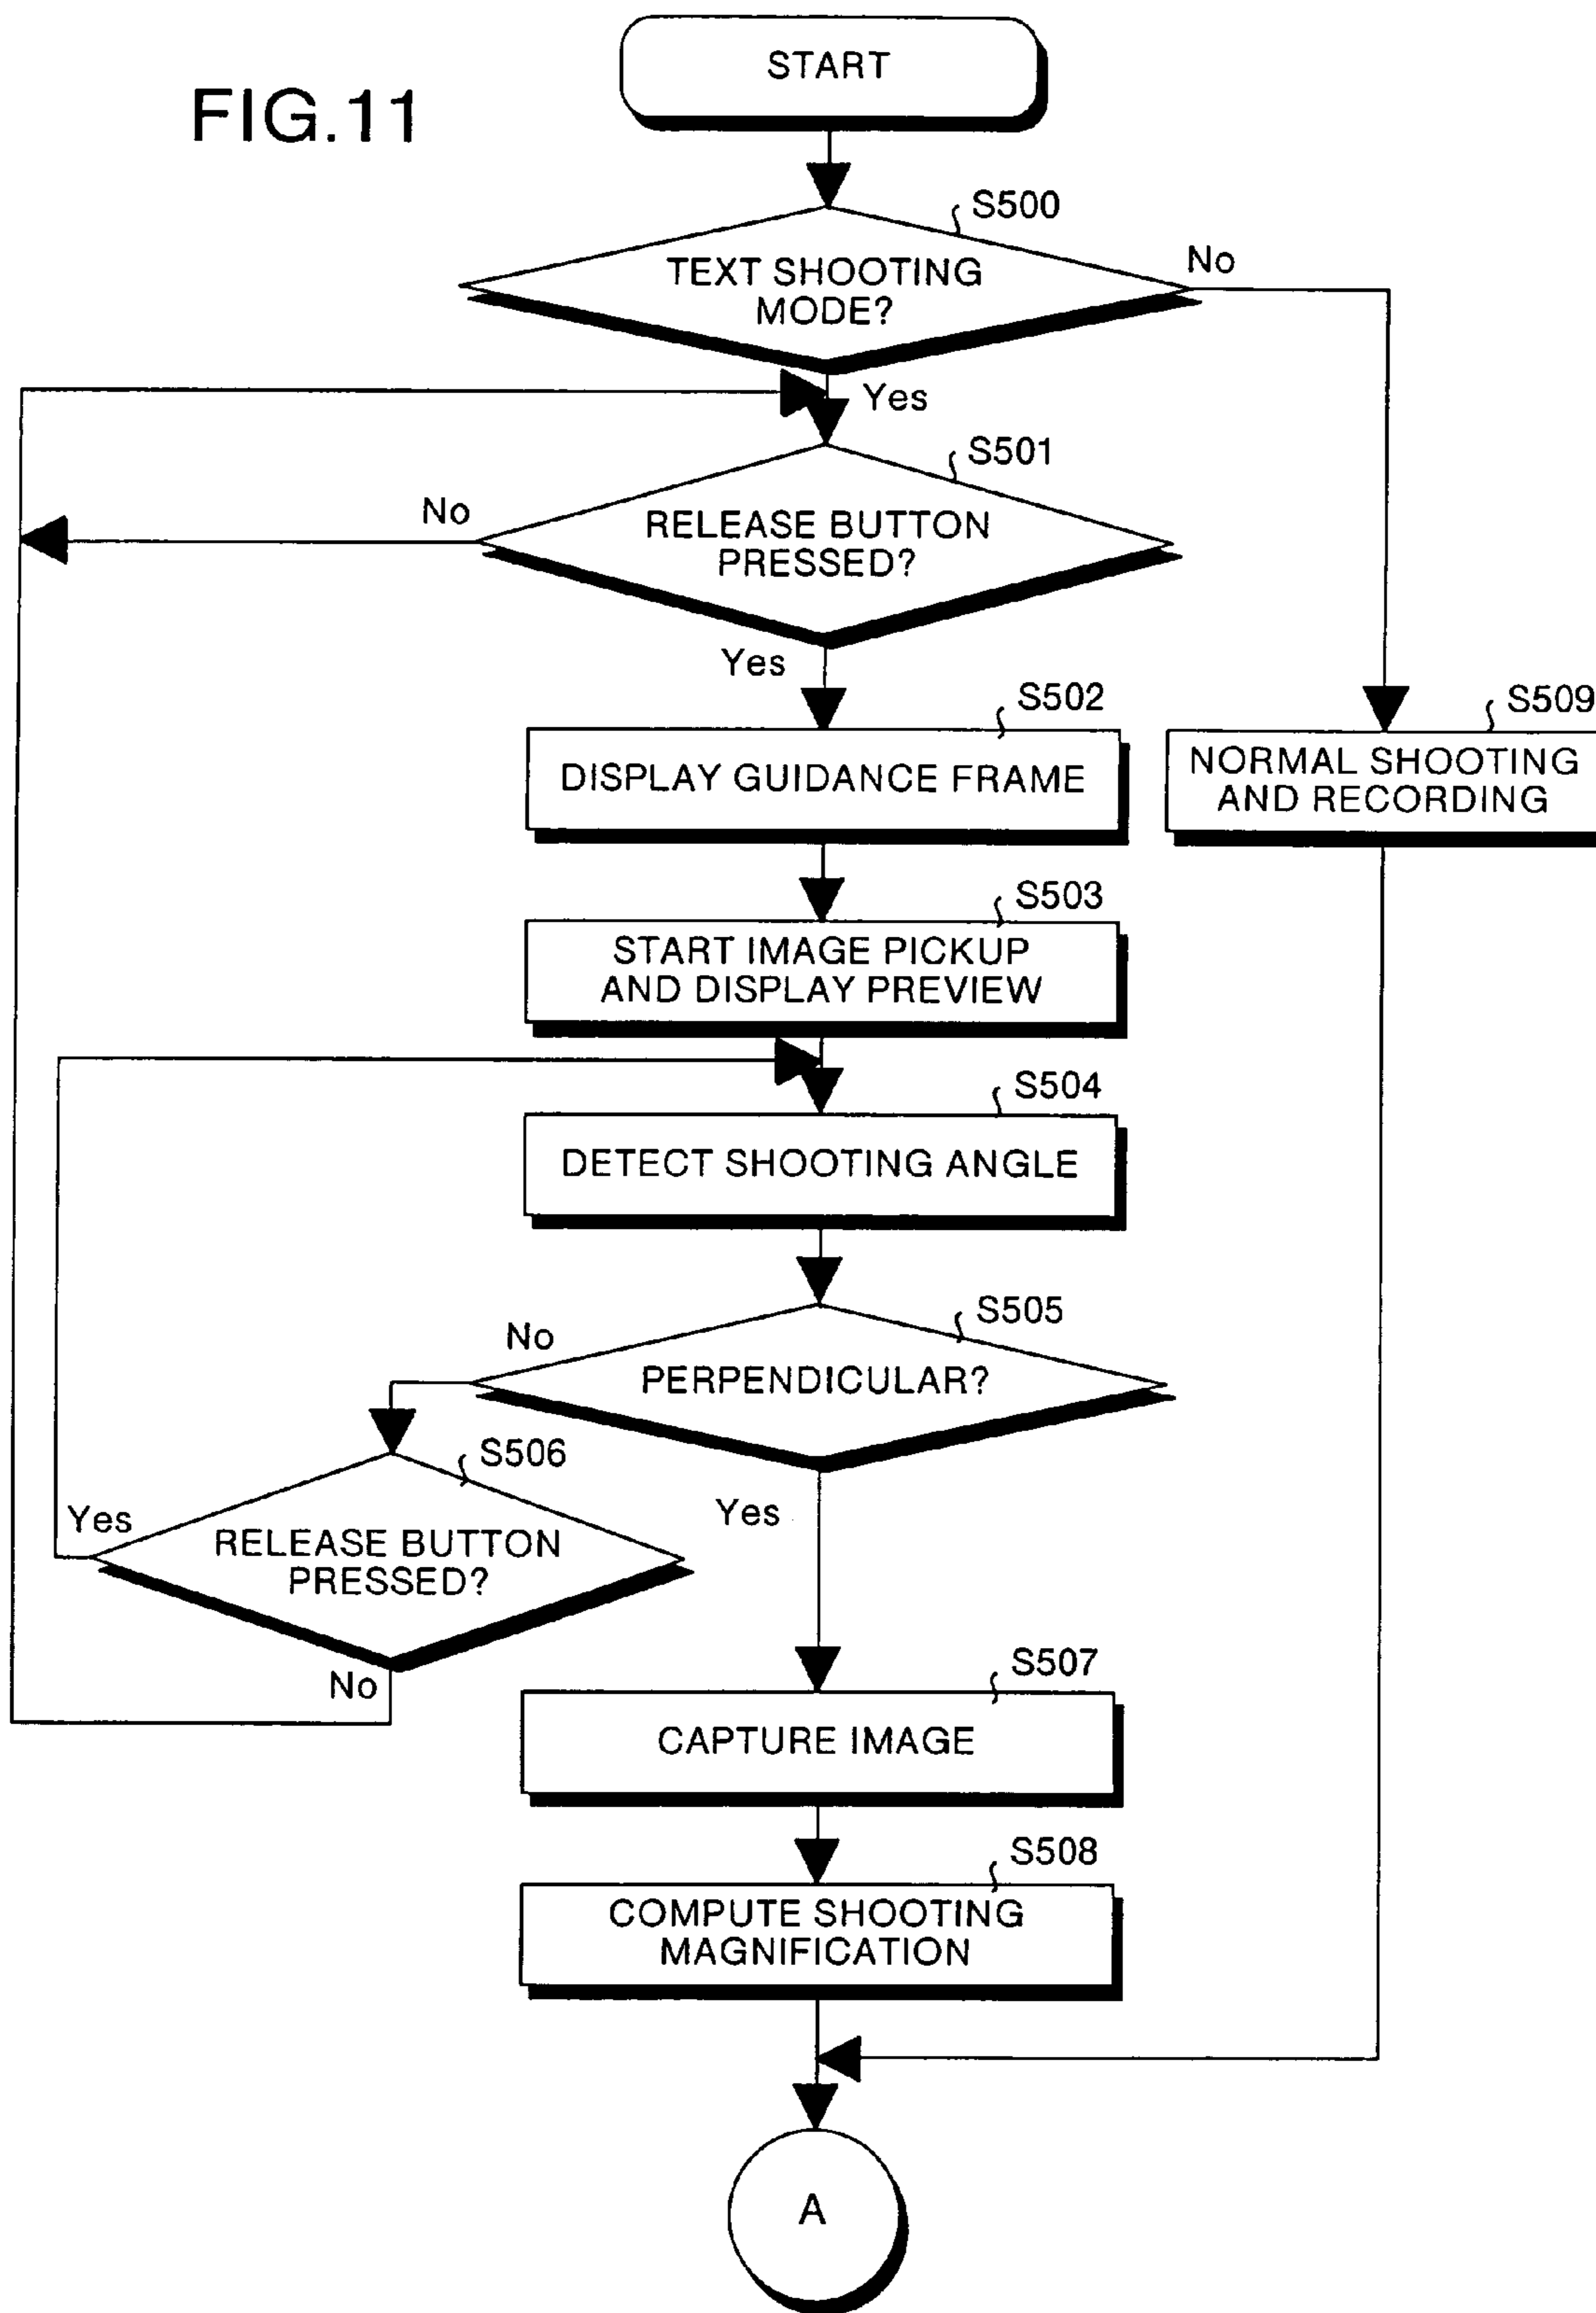 FIG.11
START
S500
TEXT SHOOTING
MODE?
No
Yes
S501
No
RELEASE BUTTON
PRESSED?
Yes
S502
DISPLAY GUIDANCE FRAME
S509
NORMAL SHOOTING
AND RECORDING
S503
START IMAGE PICKUP
AND DISPLAY PREVIEW
S504
DETECT SHOOTING ANGLE
S505
No
PERPENDICULAR?
S506
Yes
RELEASE BUTTON
PRESSED?
No
Yes
S507
CAPTURE IMAGE
S508
COMPUTE SHOOTING
MAGNIFICATION
A